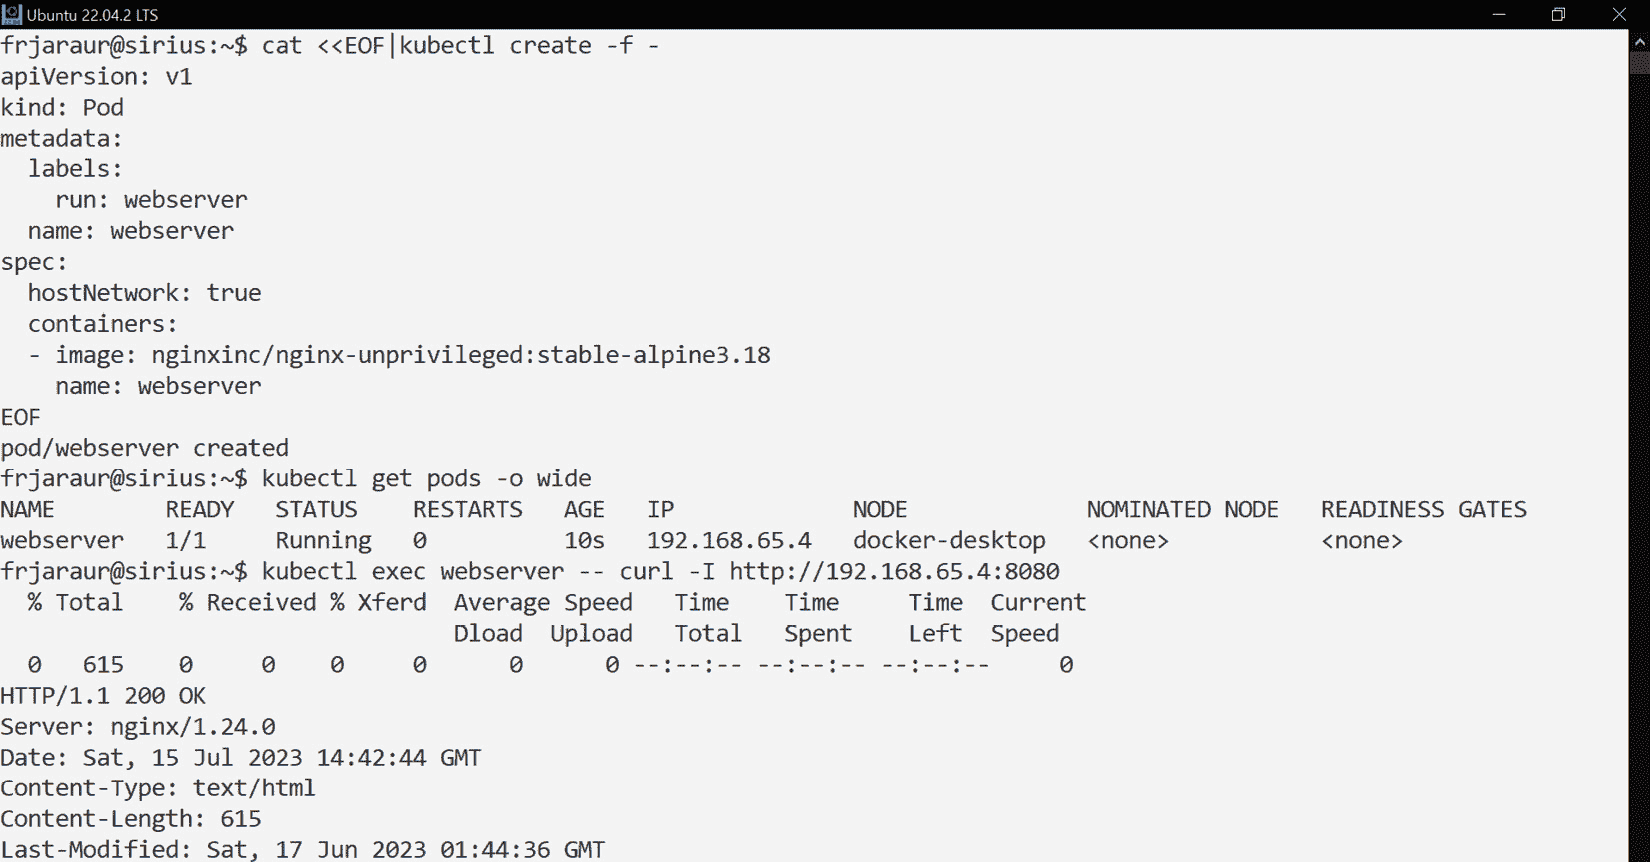 Ubuntu 22.04.2 LTS
frjaraur@sirius:~$ cat <<EOF|kubectl create -f -
apiVersion: v1
kind: Pod
metadata:
  labels:
    run: webserver
  name: webserver
spec:
  hostNetwork: true
  containers:
  - image: nginxinc/nginx-unprivileged:stable-alpine3.18
    name: webserver
EOF
pod/webserver created
frjaraur@sirius:~$ kubectl get pods -o wide
NAME        READY   STATUS    RESTARTS   AGE   IP             NODE             NOMINATED NODE   READINESS GATES
webserver   1/1     Running   0          10s   192.168.65.4   docker-desktop   <none>           <none>
frjaraur@sirius:~$ kubectl exec webserver -- curl -I http://192.168.65.4:8080
  % Total    % Received % Xferd  Average Speed   Time    Time     Time  Current
                                 Dload  Upload   Total   Spent    Left  Speed
  0   615    0     0    0     0      0      0 --:--:-- --:--:-- --:--:--     0
HTTP/1.1 200 OK
Server: nginx/1.24.0
Date: Sat, 15 Jul 2023 14:42:44 GMT
Content-Type: text/html
Content-Length: 615
Last-Modified: Sat, 17 Jun 2023 01:44:36 GMT